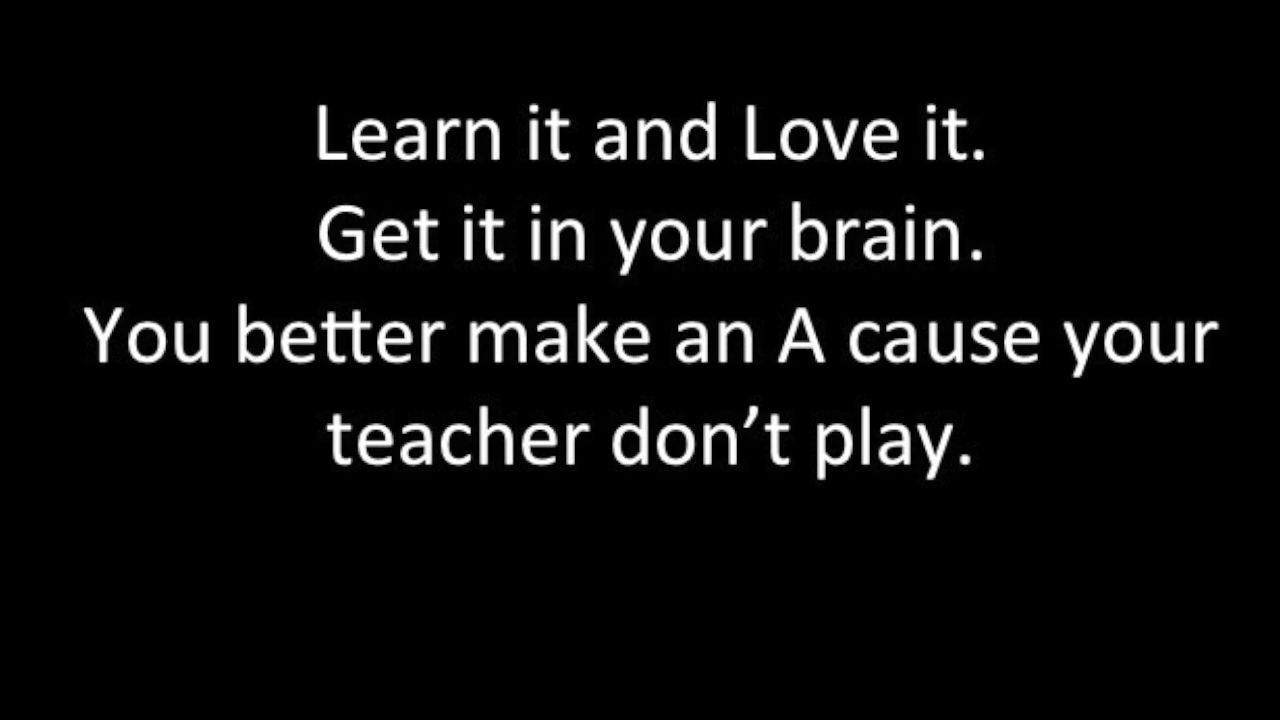 Learn it and Love it.
Get it in your brain.
You better make an A cause your
teacher don’t play.